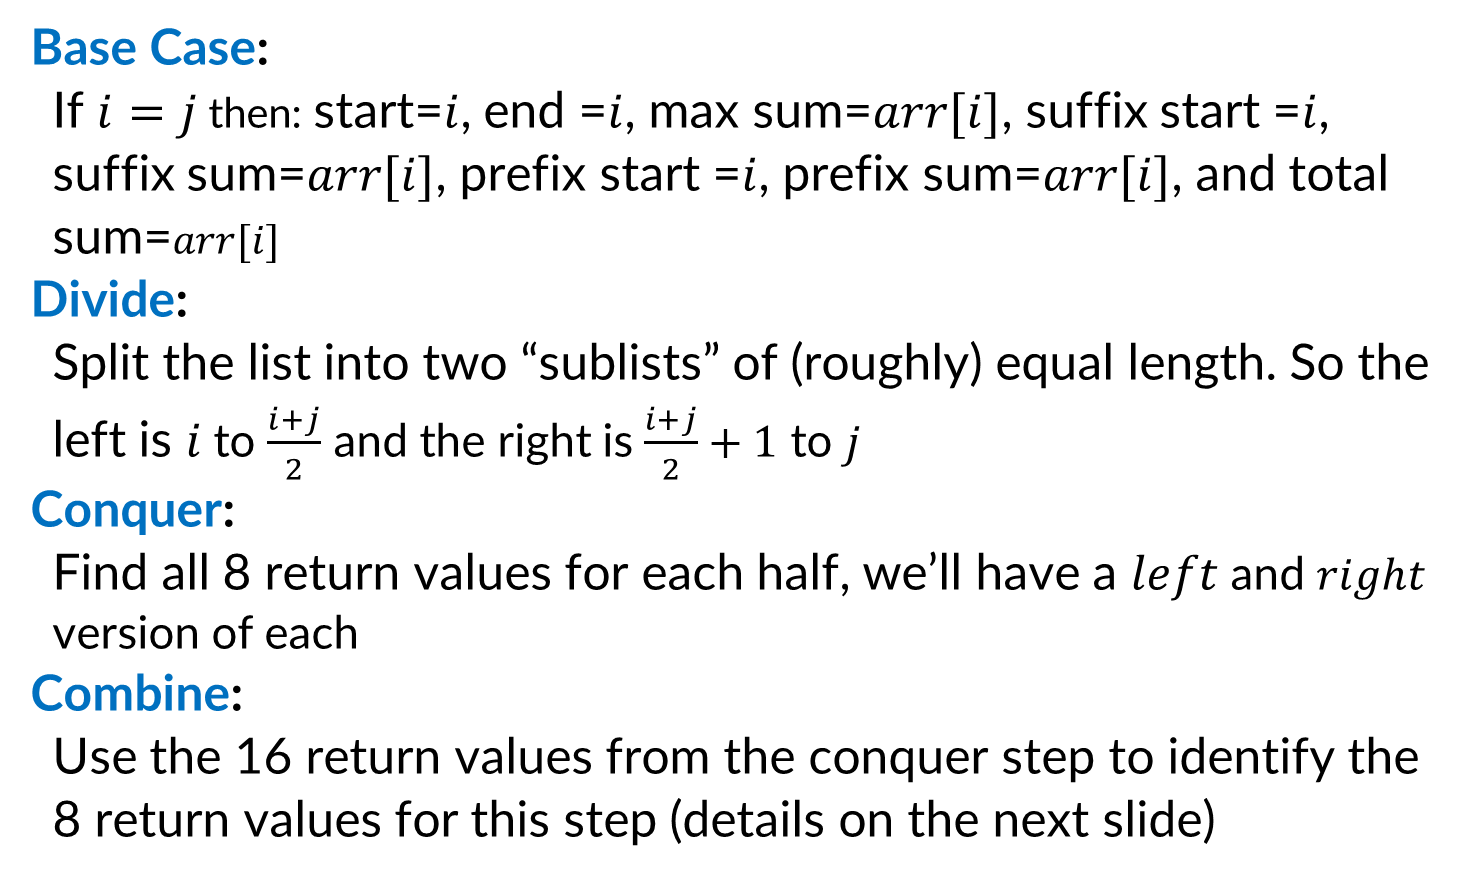 Base Case:
If 𝑖 = 𝑗 then: start=𝑖, end =𝑖, max sum=𝑎𝑟𝑟[𝑖], suffix start =𝑖,
suffix sum=𝑎𝑟𝑟[𝑖], prefix start =𝑖, prefix sum=𝑎𝑟𝑟[𝑖], and total
sum=𝑎𝑟𝑟[𝑖]
Divide:
Split the list into two “sublists” of (roughly) equal length. So the
left is 𝑖 to (𝑖+𝑗)/2 and the right is (𝑖+𝑗)/2 + 1 to 𝑗
Conquer:
Find all 8 return values for each half, we’ll have a 𝑙𝑒𝑓𝑡 and 𝑟𝑖𝑔ℎ𝑡
version of each
Combine:
Use the 16 return values from the conquer step to identify the
8 return values for this step (details on the next slide)